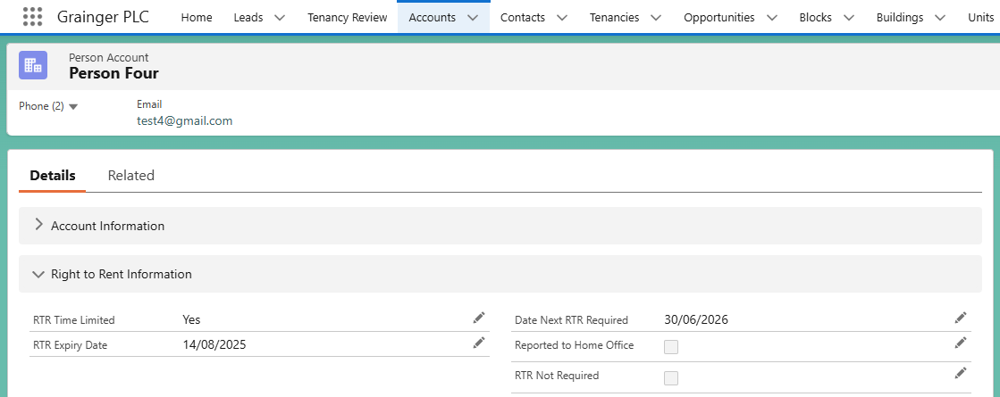 Grainger PLC Home Leads Tenancy Review Accounts Contacts Tenancies Opportunities Blocks Buildings Units
Person Account
Person Four
Phone (2) Email
test4@gmail.com
Details Related
Account Information
Right to Rent Information
RTR Time Limited Yes Date Next RTR Required 30/06/2026
RTR Expiry Date 14/08/2025 Reported to Home Office
RTR Not Required